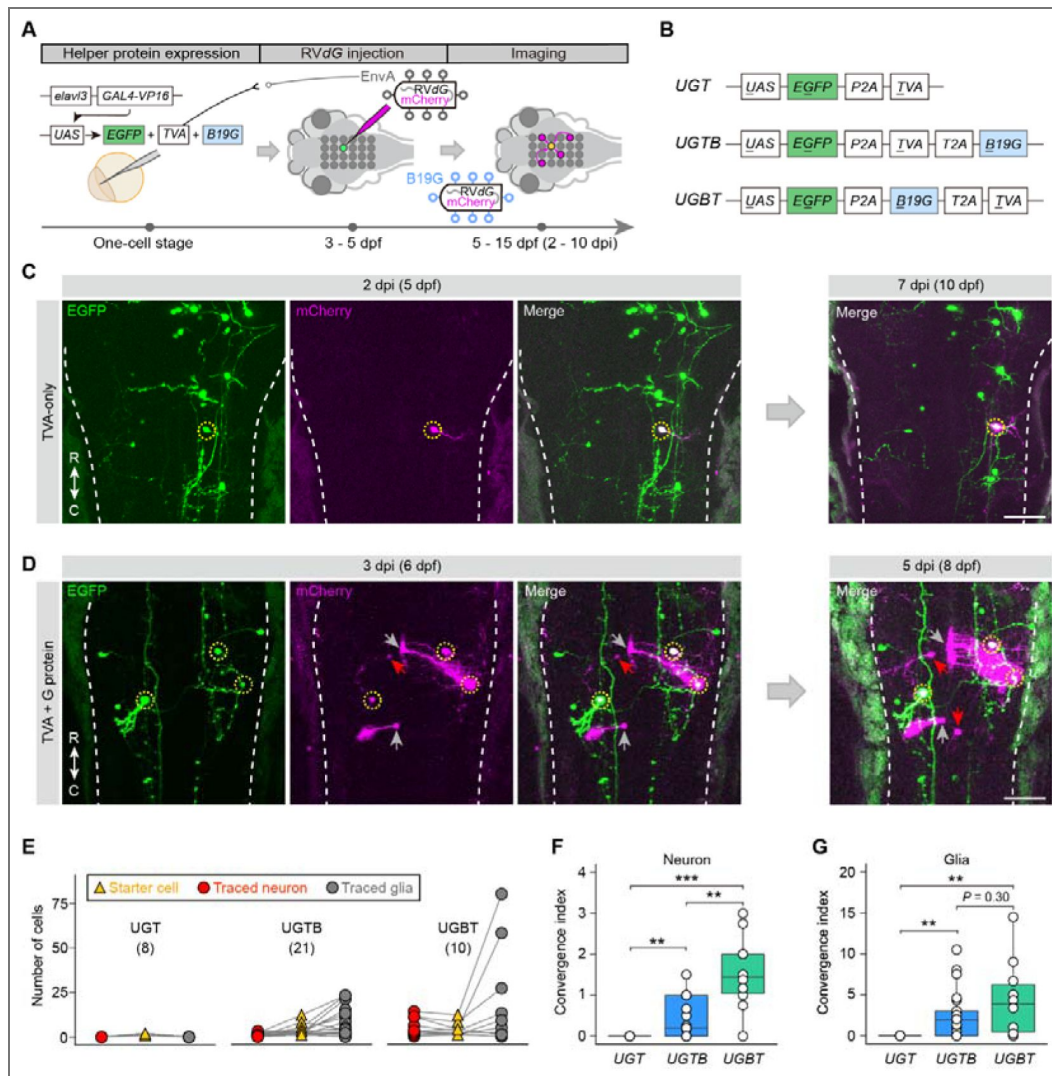 A
Helper protein expression
RVdG injection
Imaging
elavl3 GAL4-VP16
UAS EGFP + TVA + B19G
EnvA
RVdG
mCherry
B19G
RVdG
mCherry
One-cell stage
3 - 5 dpf
5 - 15 dpf (2 - 10 dpi)
B
UGT UAS EGFP P2A TVA
UGTB UAS EGFP P2A TVA T2A B19G
UGBT UAS EGFP P2A B19G T2A TVA
C
2 dpi (5 dpf)
7 dpi (10 dpf)
TVA-only
EGFP
mCherry
Merge
Merge
R
C
D
3 dpi (6 dpf)
5 dpi (8 dpf)
TVA + G protein
EGFP
mCherry
Merge
Merge
R
C
E
Starter cell Traced neuron Traced glia
Number of cells
75
50
25
0
UGT
(8)
UGTB
(21)
UGBT
(10)
F
Neuron
Convergence index
4
3
2
1
0
***
**
**
UGT UGTB UGBT
G
Glia
Convergence index
20
15
10
5
0
**
P = 0.30
**
UGT UGTB UGBT